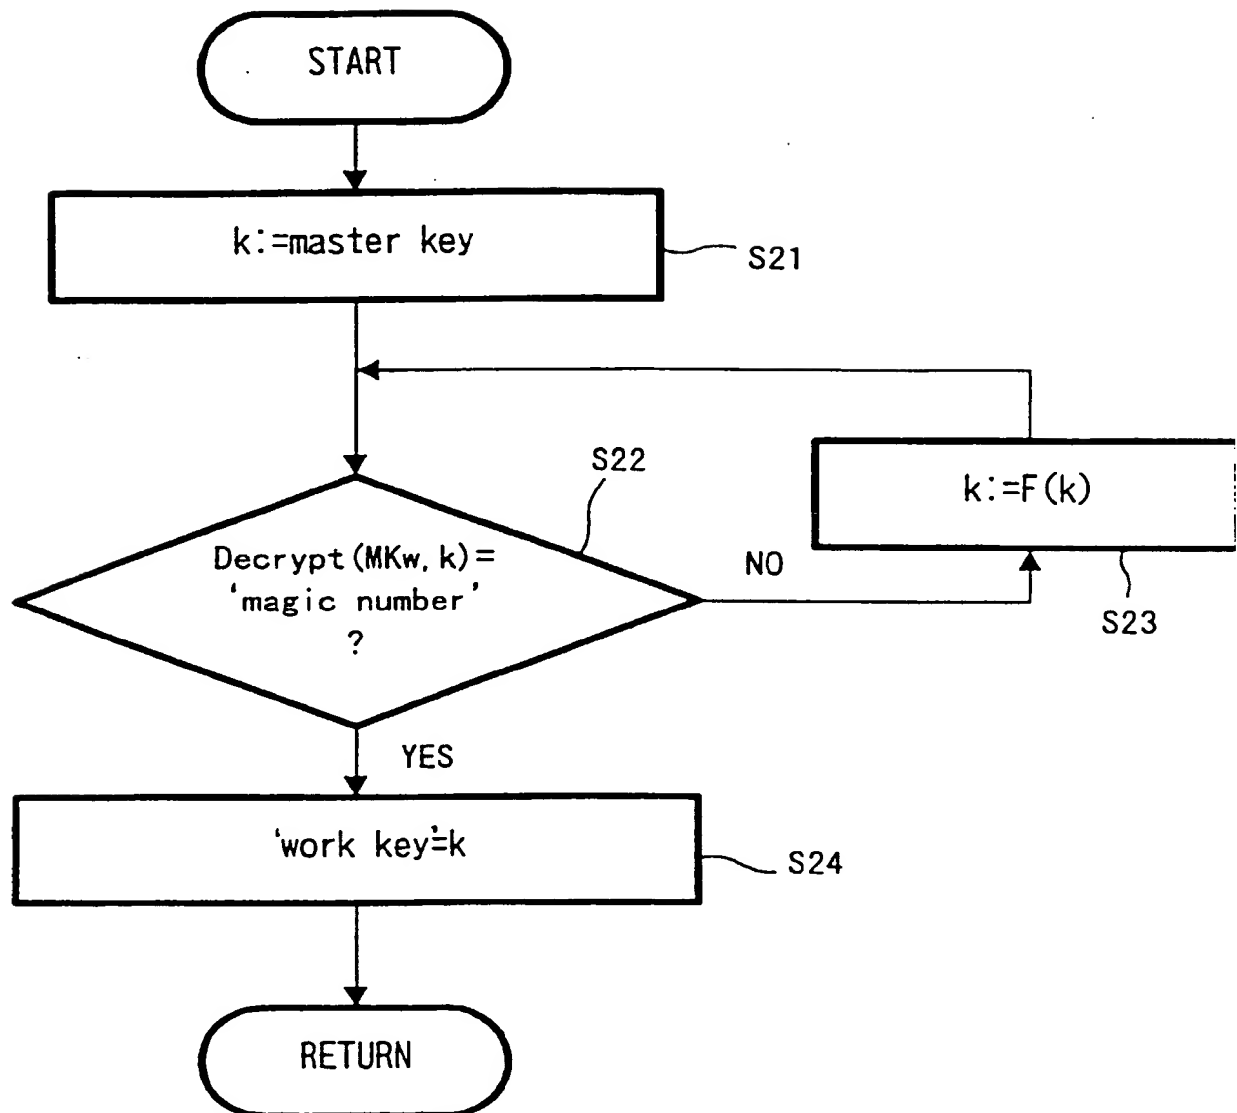 START
k:=master key
S21
S22
k:=F(k)
Decrypt(MKw, k)=
'magic number'
?
NO
S23
YES
'work key'=k
S24
RETURN